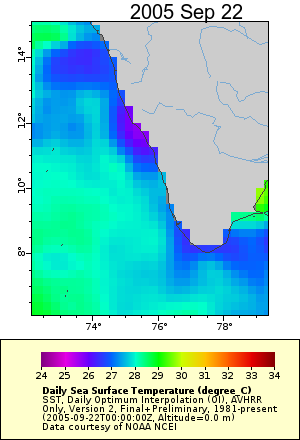 2005 Sep 22
14°
12°
10°
8°
74°
76°
78°
24 25 26 27 28 29 30 31 32 33 34
Daily Sea Surface Temperature (degree_C)
SST, Daily Optimum Interpolation (OI), AVHRR
Only, Version 2, Final+Preliminary, 1981-present
(2005-09-22T00:00:00Z, Altitude=0.0 m)
Data courtesy of NOAA NCEI